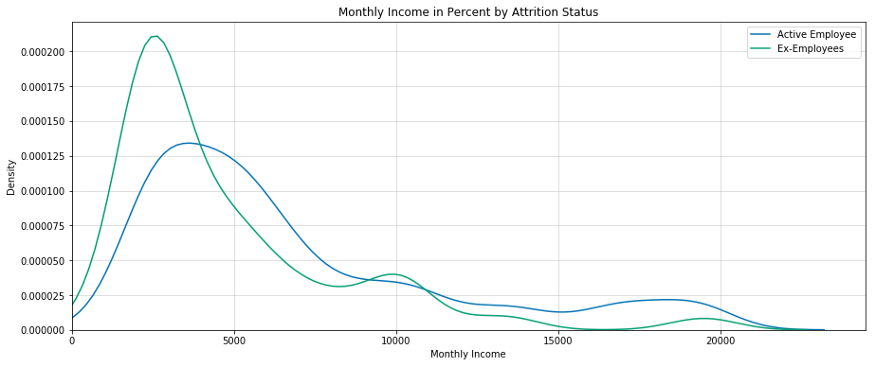 Monthly Income in Percent by Attrition Status
Active Employee
Ex-Employees
Density
0.000200
0.000175
0.000150
0.000125
0.000100
0.000075
0.000050
0.000025
0.000000
0
5000
10000
15000
20000
Monthly Income